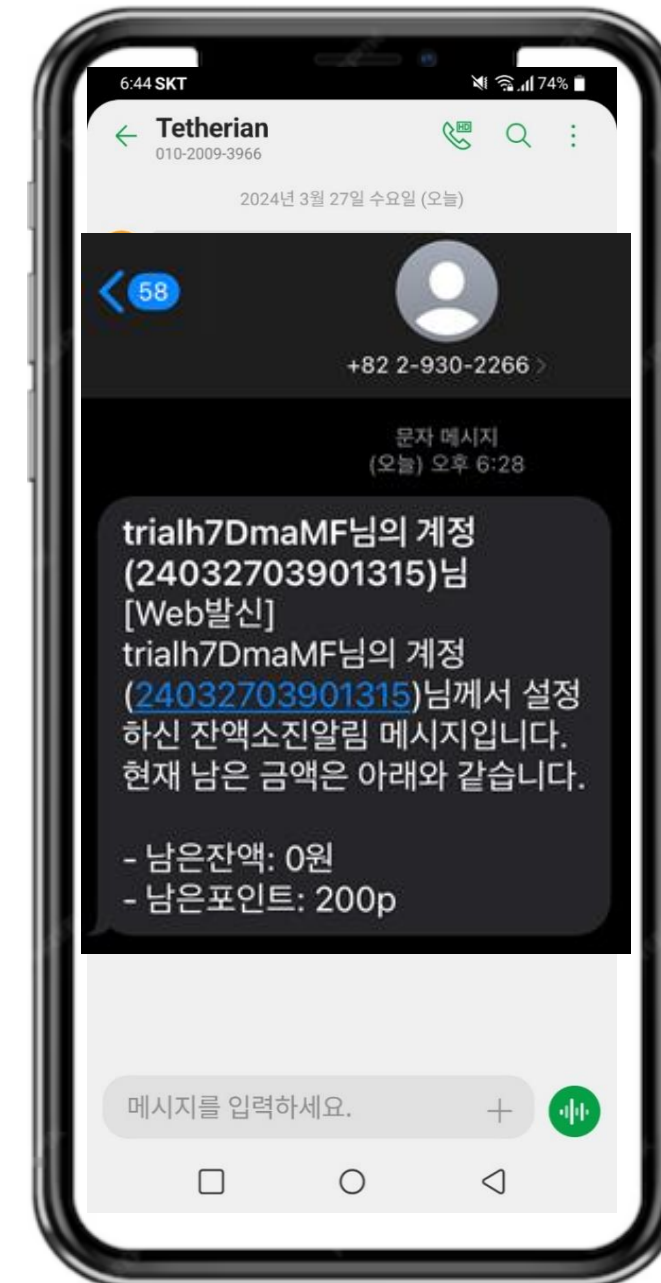 6:44 SKT
74%
Tetherian
010-2009-3966
HD
2024년 3월 27일 수요일 (오늘)
58
+82 2-930-2266
문자 메시지
(오늘) 오후 6:28
trialh7DmaMF님의 계정
(24032703901315)님
[Web발신]
trialh7DmaMF님의 계정
(24032703901315)님께서 설정
하신 잔액소진알림 메시지입니다.
현재 남은 금액은 아래와 같습니다.
- 남은잔액: 0원
- 남은포인트: 200p
메시지를 입력하세요.